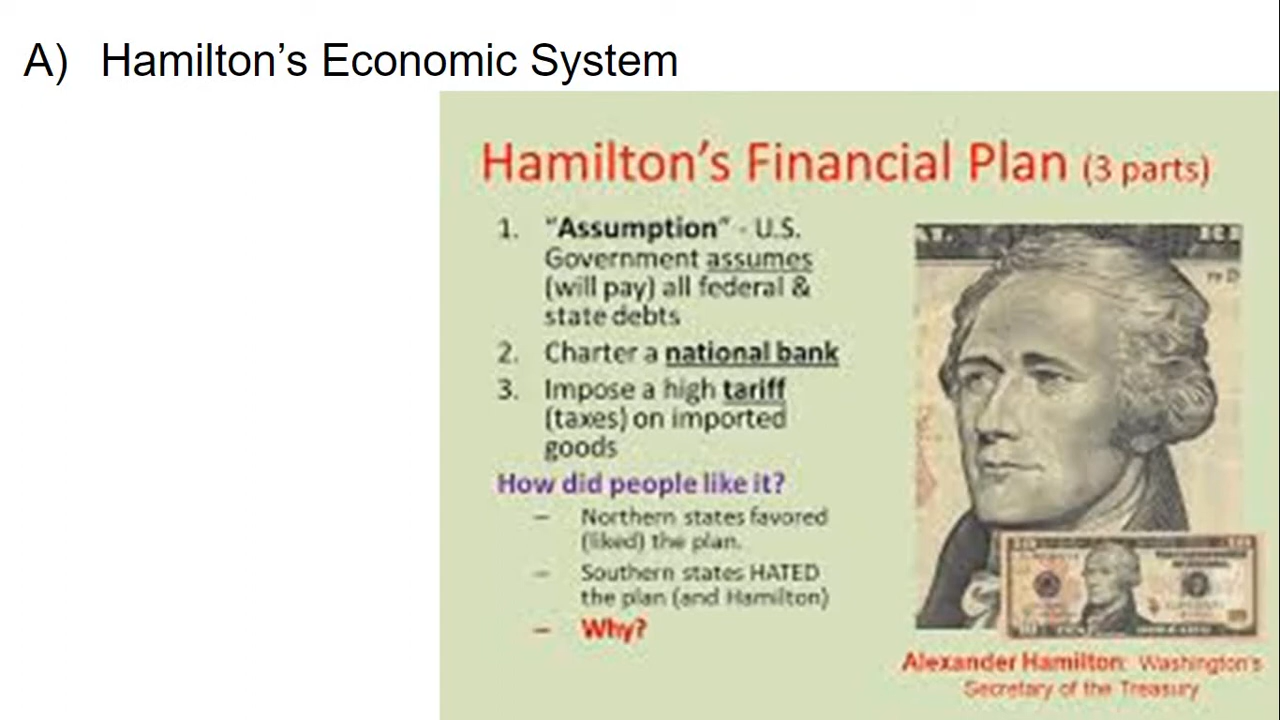 A) Hamilton’s Economic System
Hamilton’s Financial Plan (3 parts)
1. "Assumption" - U.S.
Government assumes
(will pay) all federal &
state debts
2. Charter a national bank
3. Impose a high tariff
(taxes) on imported
goods
How did people like it?
– Northern states favored
(liked) the plan.
– Southern states HATED
the plan (and Hamilton)
– Why?
Alexander Hamilton: Washington's
Secretary of the Treasury